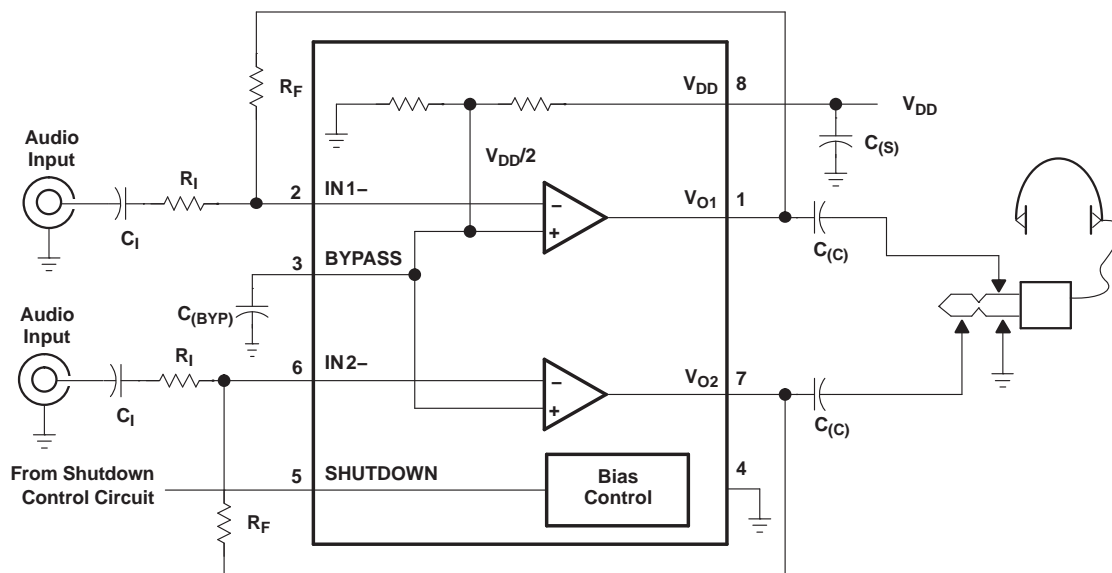 RF
VDD 8
VDD
Audio
Input
C(S)
VDD/2
RI
2 IN1–
VO1 1
–
+
CI
C(C)
3 BYPASS
C(BYP)
Audio
Input
RI
6 IN2–
VO2 7
–
+
CI
C(C)
From Shutdown
Control Circuit
5 SHUTDOWN
Bias
Control
4
RF